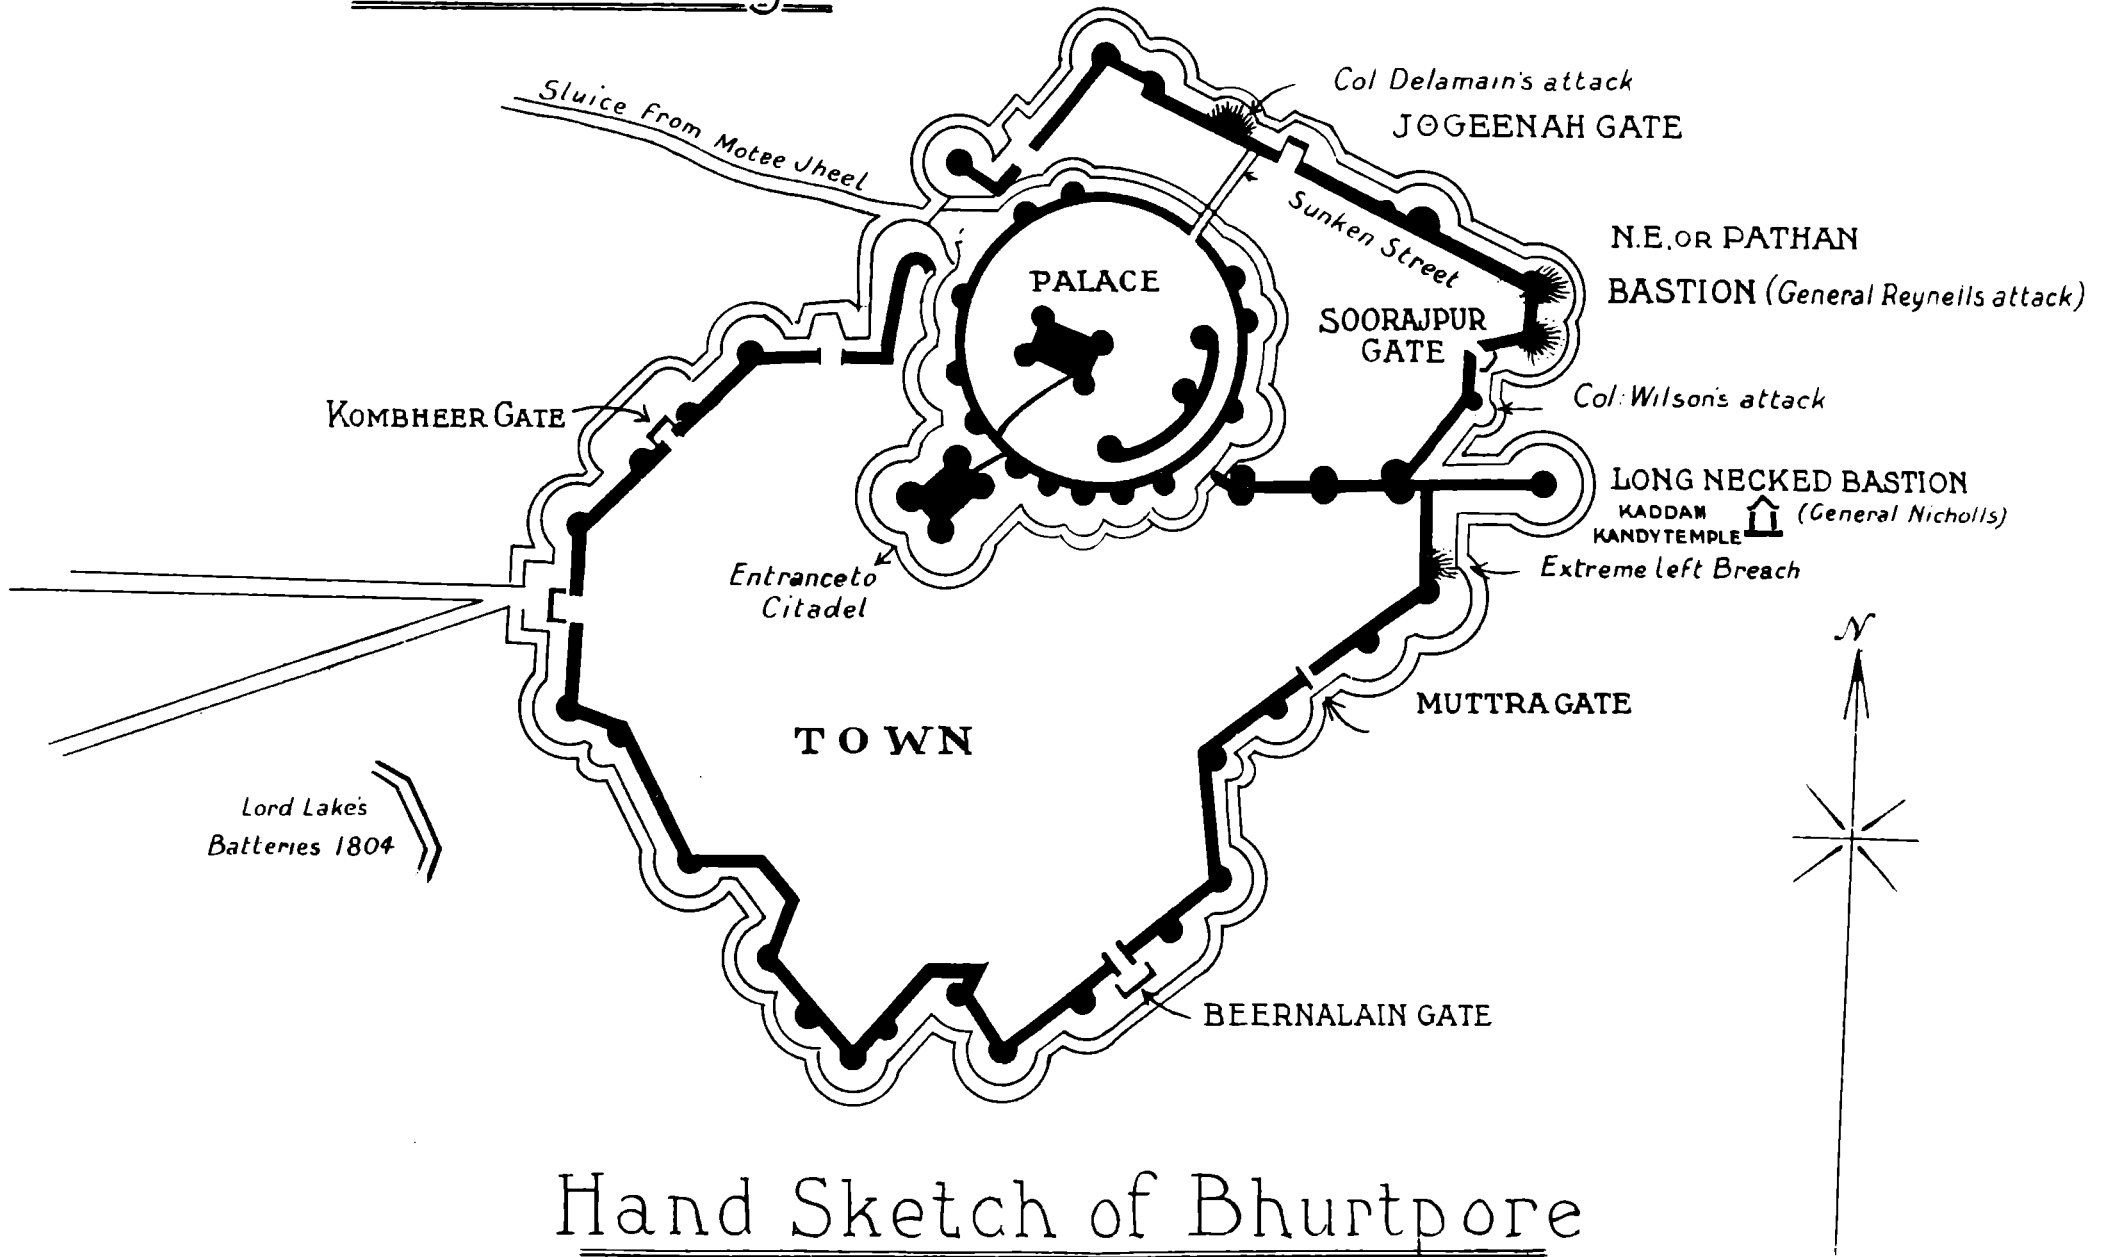 Col Delamain's attack
JOGEENAH GATE
Sluice from Motee Jheel
Sunken Street
N.E. OR PATHAN
BASTION (General Reynells attack)
PALACE
SOORAJPUR
GATE
KOMBHEER GATE
Col: Wilson's attack
LONG NECKED BASTION
KADDAM
KANDYTEMPLE
(General Nicholls)
Entrance to
Citadel
Extreme left Breach
N
MUTTRA GATE
TOWN
Lord Lake's
Batteries 1804
BEERNALAIN GATE
Hand Sketch of Bhurtpore